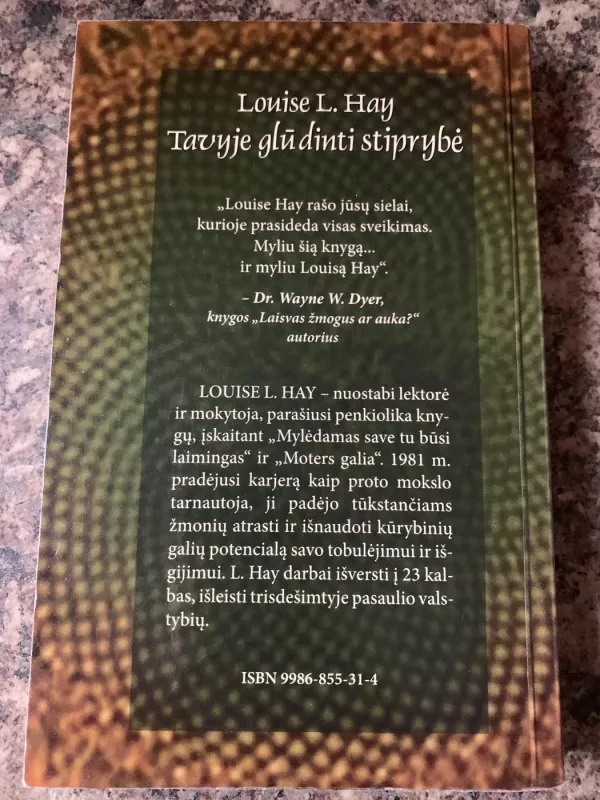 Louise L. Hay
Tavyje glūdinti stiprybė
„Louise Hay rašo jūsų sielai,
kurioje prasideda visas sveikimas.
Myliu šią knygą...
ir myliu Louisą Hay“.
– Dr. Wayne W. Dyer,
knygos „Laisvas žmogus ar auka?“
autorius
LOUISE L. HAY – nuostabi lektorė
ir mokytoja, parašiusi penkiolika kny-
gų, įskaitant „Mylėdamas save tu būsi
laimingas“ ir „Moters galia“. 1981 m.
pradėjusi karjerą kaip proto mokslo
tarnautoja, ji padėjo tūkstančiams
žmonių atrasti ir išnaudoti kūrybinių
galių potencialą savo tobulėjimui ir iš-
gijimui. L. Hay darbai išversti į 23 kal-
bas, išleisti trisdešimtyje pasaulio vals-
tybių.
ISBN 9986-855-31-4